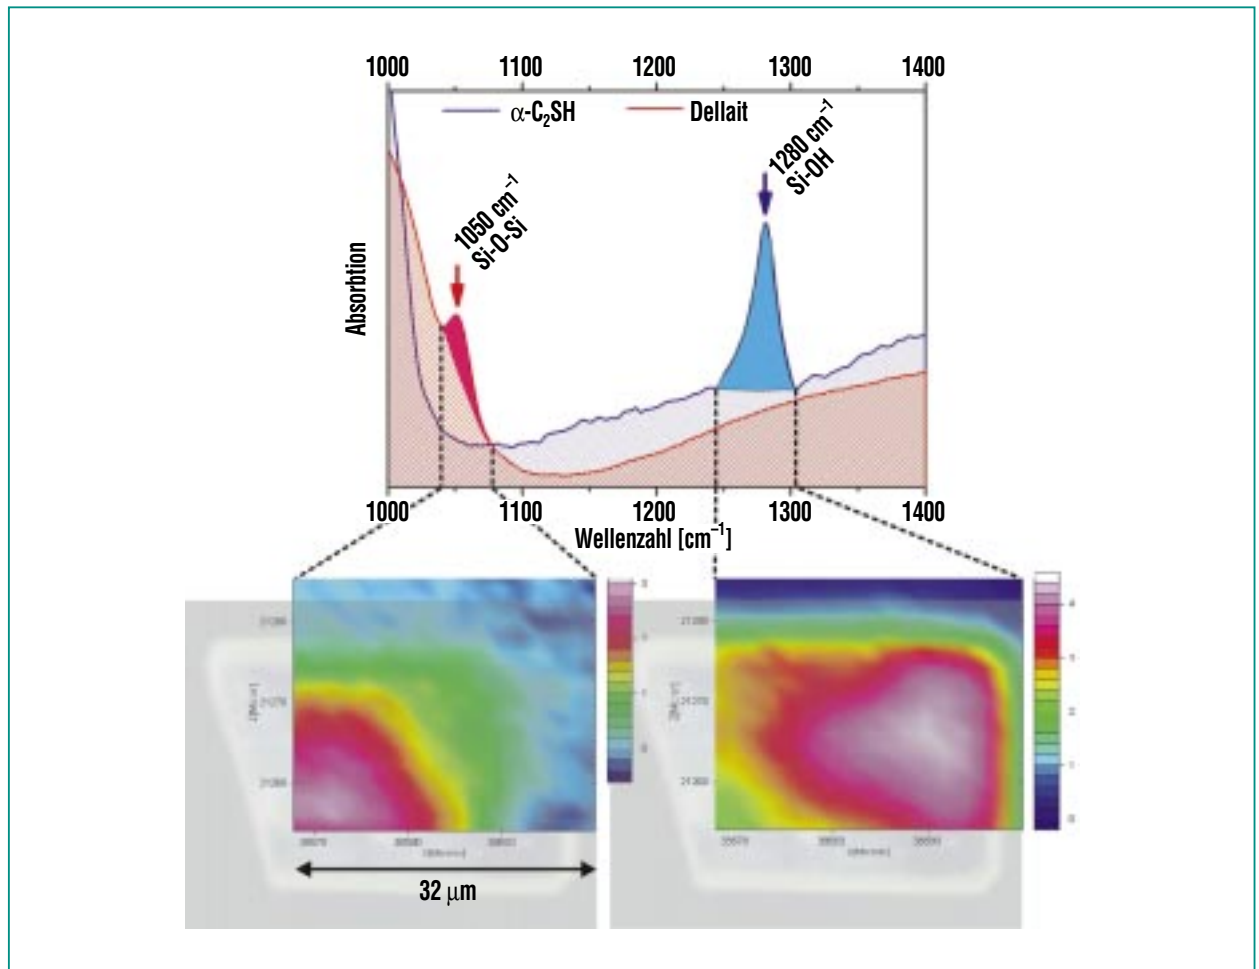 1000 1100 1200 1300 1400
α-C₂SH Dellait
1280 cm⁻¹
Si-OH
1050 cm⁻¹
Si-O-Si
Absorbtion
1000 1100 1200 1300 1400
Wellenzahl [cm⁻¹]
32 µm